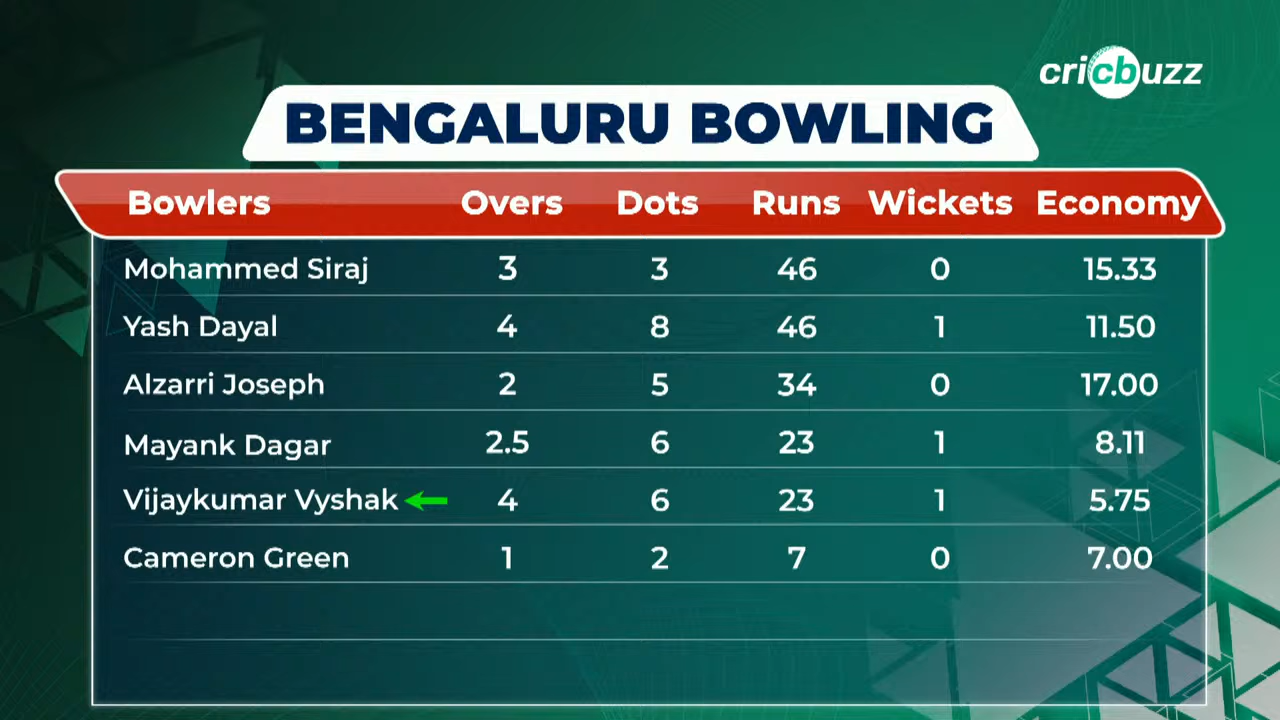 cricbuzz
BENGALURU BOWLING
Bowlers Overs Dots Runs Wickets Economy
Mohammed Siraj 3 3 46 0 15.33
Yash Dayal 4 8 46 1 11.50
Alzarri Joseph 2 5 34 0 17.00
Mayank Dagar 2.5 6 23 1 8.11
Vijaykumar Vyshak 4 6 23 1 5.75
Cameron Green 1 2 7 0 7.00